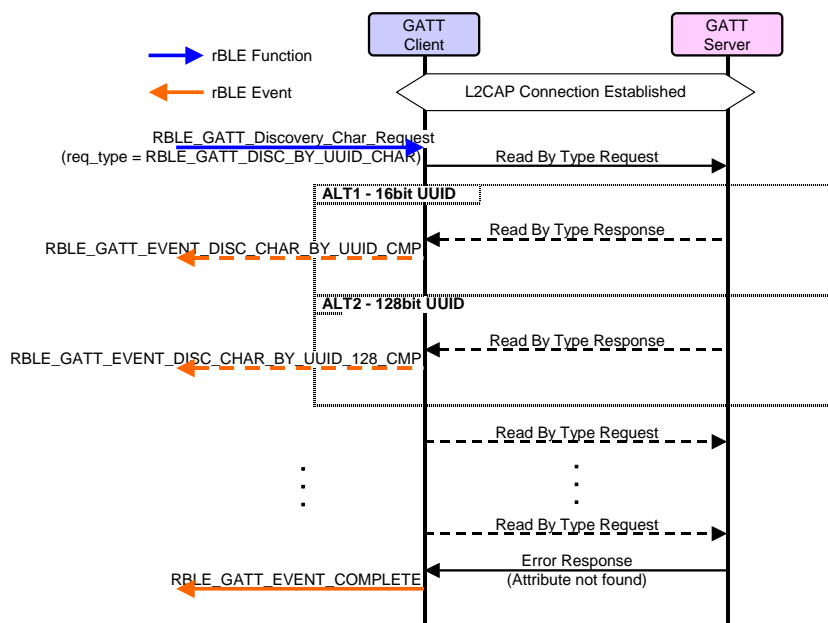 GATT
Client
GATT
Server
rBLE Function
rBLE Event
L2CAP Connection Established
RBLE_GATT_Discovery_Char_Request
(req_type = RBLE_GATT_DISC_BY_UUID_CHAR)
Read By Type Request
ALT1 - 16bit UUID
Read By Type Response
RBLE_GATT_EVENT_DISC_CHAR_BY_UUID_CMP
ALT2 - 128bit UUID
Read By Type Response
RBLE_GATT_EVENT_DISC_CHAR_BY_UUID_128_CMP
Read By Type Request
Read By Type Request
Error Response
(Attribute not found)
RBLE_GATT_EVENT_COMPLETE